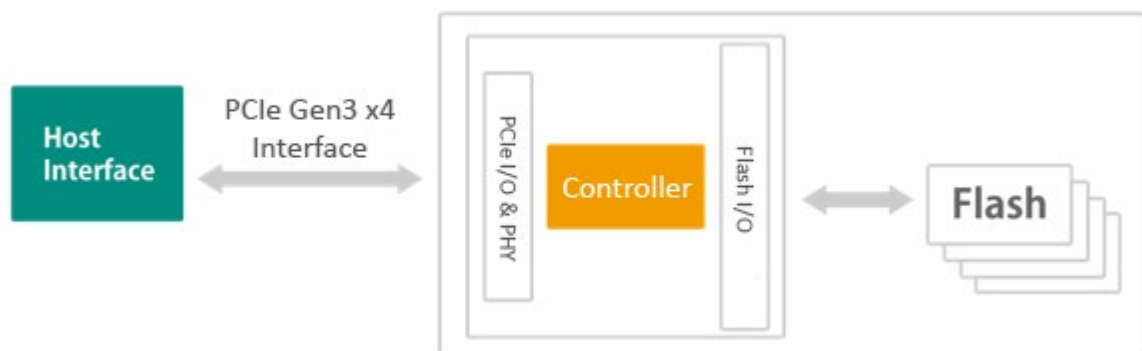 Host
Interface
PCIe Gen3 x4
Interface
PCIe I/O & PHY
Controller
Flash I/O
Flash